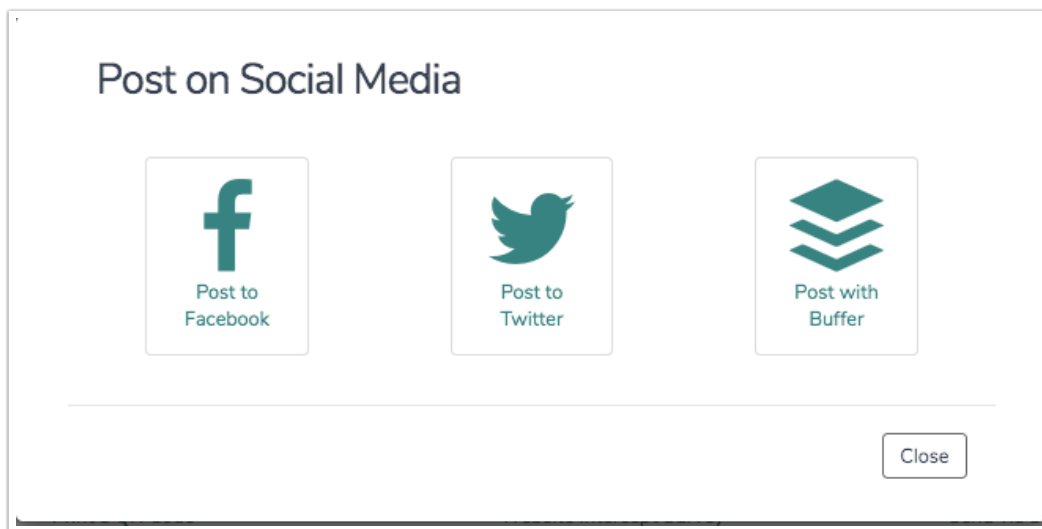 Post on Social Media
Post to
Facebook
Post to
Twitter
Post with
Buffer
Close